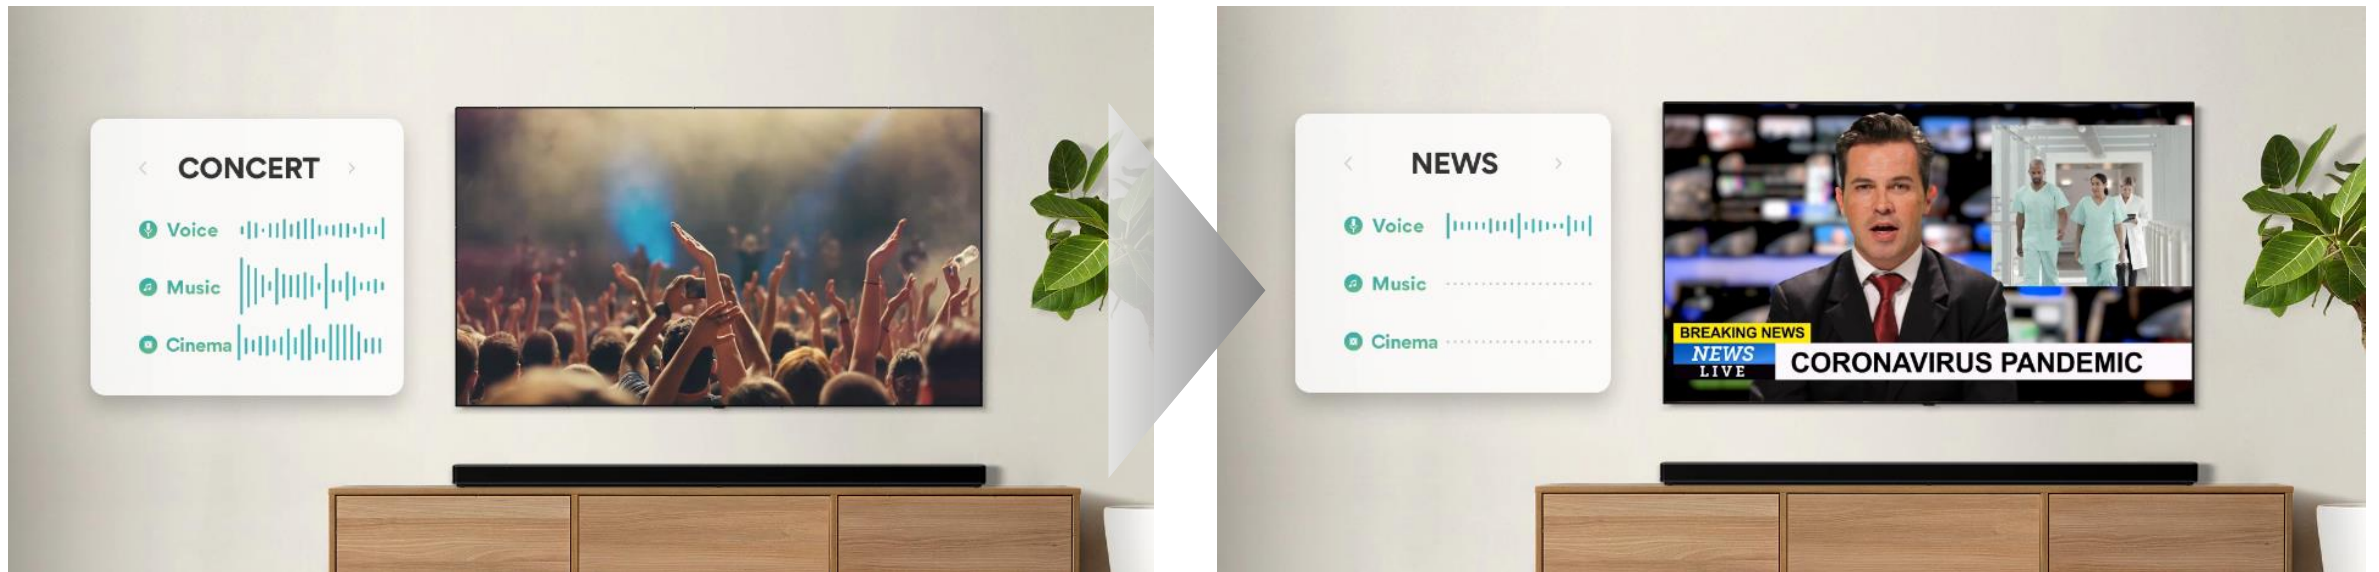 CONCERT
Voice
Music
Cinema
NEWS
Voice
Music
Cinema
BREAKING NEWS
NEWS
LIVE
CORONAVIRUS PANDEMIC